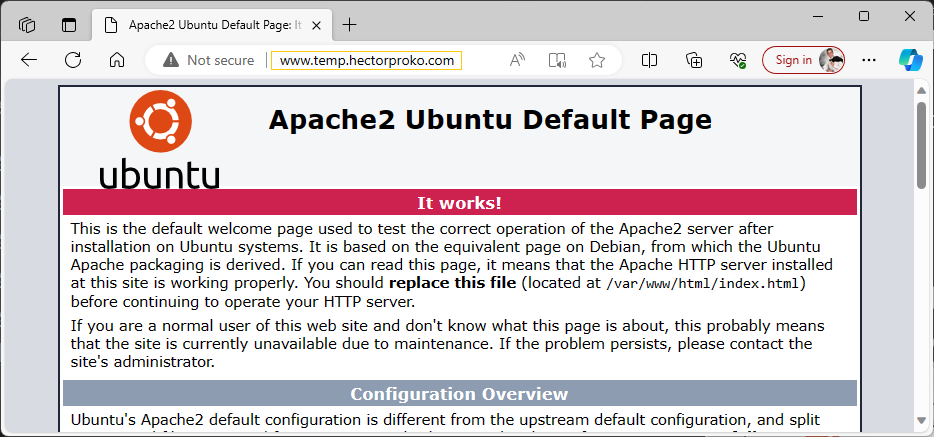 Apache2 Ubuntu Default Page: It
Not secure
www.temp.hectorproko.com
Sign in
ubuntu
Apache2 Ubuntu Default Page
It works!
This is the default welcome page used to test the correct operation of the Apache2 server after
installation on Ubuntu systems. It is based on the equivalent page on Debian, from which the Ubuntu
Apache packaging is derived. If you can read this page, it means that the Apache HTTP server installed
at this site is working properly. You should replace this file (located at /var/www/html/index.html)
before continuing to operate your HTTP server.
If you are a normal user of this web site and don't know what this page is about, this probably means
that the site is currently unavailable due to maintenance. If the problem persists, please contact the
site's administrator.
Configuration Overview
Ubuntu's Apache2 default configuration is different from the upstream default configuration, and split